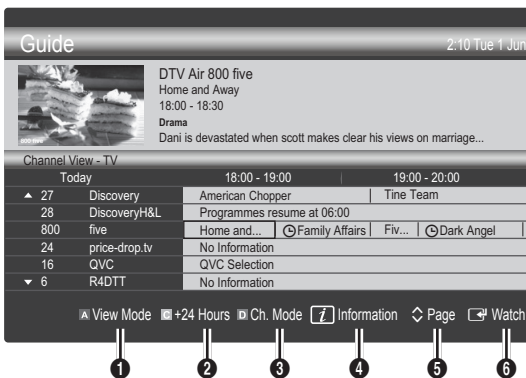 Guide
2:10 Tue 1 Jun
DTV Air 800 five
Home and Away
18:00 - 18:30
Drama
Dani is devastated when scott makes clear his views on marriage...
800 five
Channel View - TV
Today 18:00 - 19:00 19:00 - 20:00
▲ 27 Discovery American Chopper Tine Team
28 DiscoveryH&L Programmes resume at 06:00
800 five Home and... Family Affairs Fiv... Dark Angel
24 price-drop.tv No Information
16 QVC QVC Selection
▼ 6 R4DTT No Information
A View Mode C +24 Hours D Ch. Mode i Information Page Watch
1 2 3 4 5 6